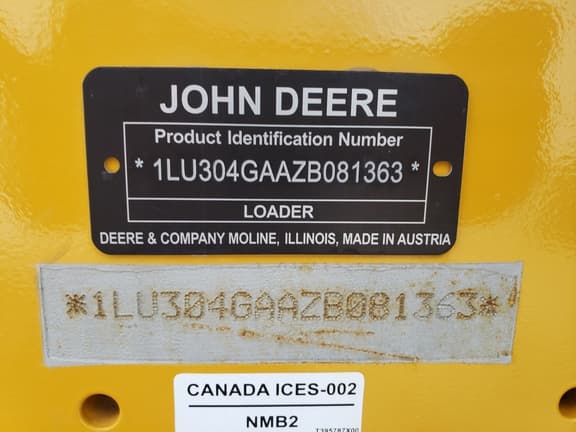 JOHN DEERE
Product Identification Number
* 1LU304GAAZB081363 *
LOADER
DEERE & COMPANY MOLINE, ILLINOIS, MADE IN AUSTRIA
*1LU304GAAZB081363*
CANADA ICES-002
NMB2